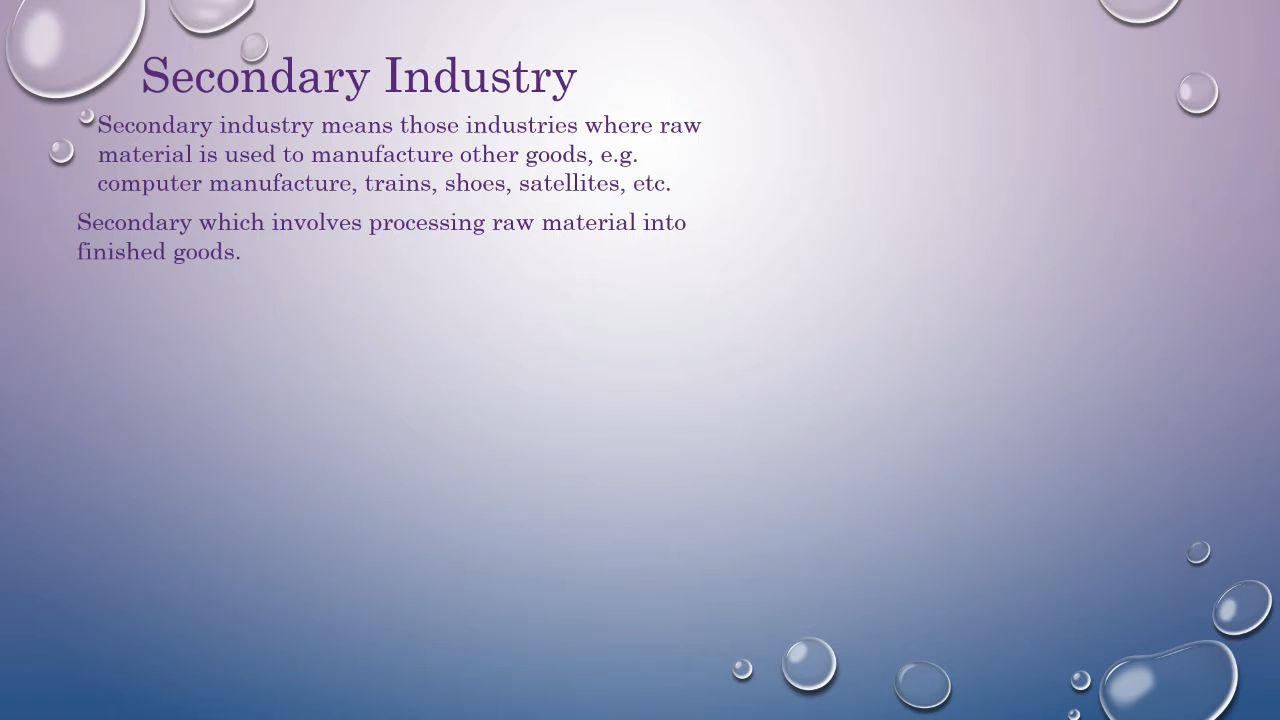 Secondary Industry
Secondary industry means those industries where raw
material is used to manufacture other goods, e.g.
computer manufacture, trains, shoes, satellites, etc.
Secondary which involves processing raw material into
finished goods.